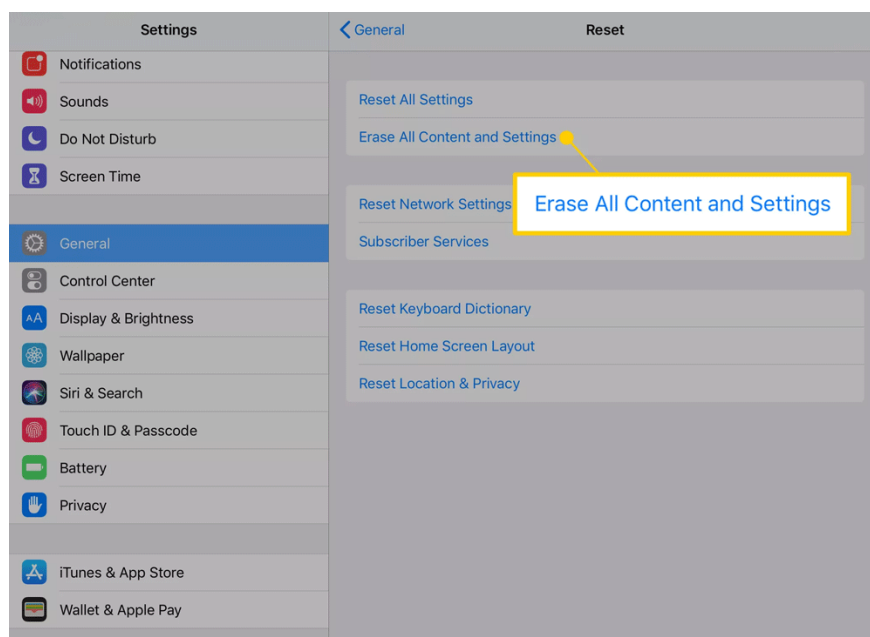 Settings
Notifications
Sounds
Do Not Disturb
Screen Time
General
Control Center
AA Display & Brightness
Wallpaper
Siri & Search
Touch ID & Passcode
Battery
Privacy
iTunes & App Store
Wallet & Apple Pay
General
Reset
Reset All Settings
Erase All Content and Settings
Erase All Content and Settings
Reset Network Settings
Subscriber Services
Reset Keyboard Dictionary
Reset Home Screen Layout
Reset Location & Privacy